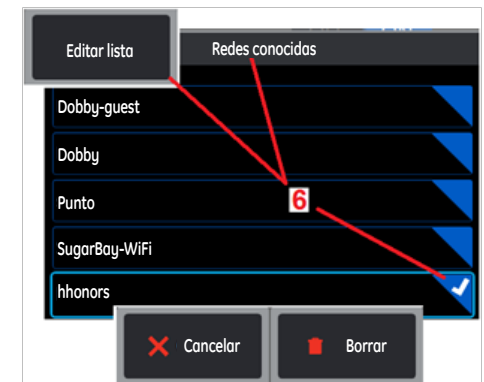 Editar lista
Redes conocidas
Dobby-guest
Dobby
Punto
6
SugarBay-WiFi
hhonors
Cancelar
Borrar